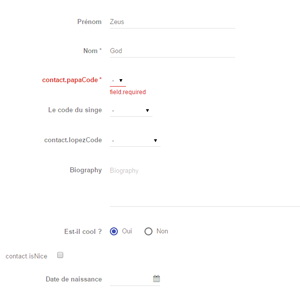 Prénom Zeus
Nom * God
contact.papaCode * -
field.required
Le code du singe -
contact.lopezCode -
Biography Biography
Est-il cool ? Oui Non
contact isNice
Date de naissance